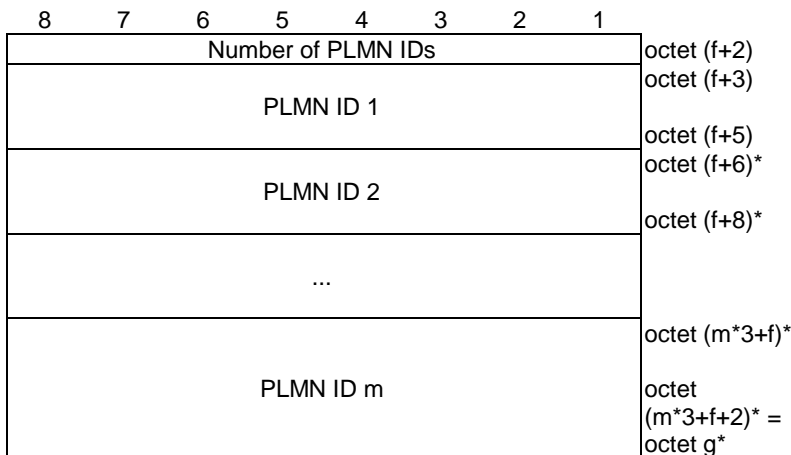 8 7 6 5 4 3 2 1
Number of PLMN IDs octet (f+2)
octet (f+3)
PLMN ID 1
octet (f+5)
octet (f+6)*
PLMN ID 2
octet (f+8)*
...
octet (m*3+f)*
PLMN ID m octet
(m*3+f+2)* =
octet g*